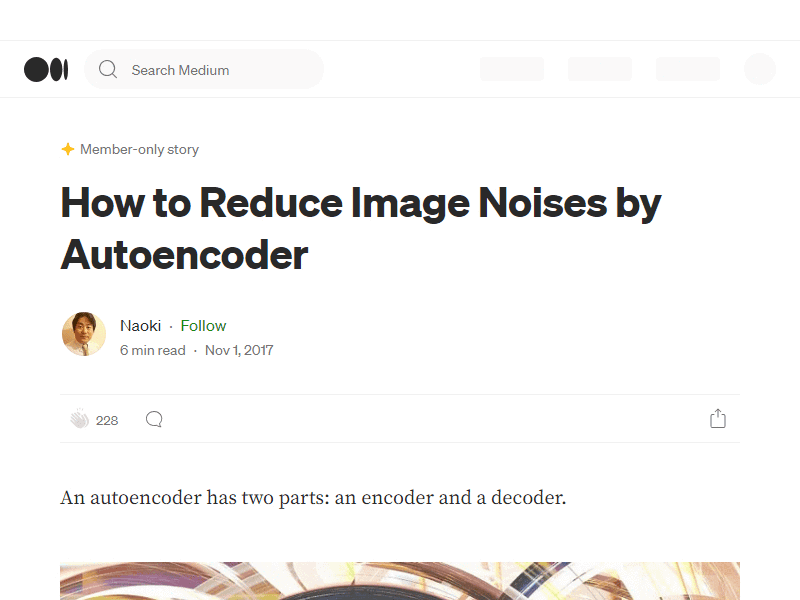 Search Medium
Member-only story
How to Reduce Image Noises by
Autoencoder
Naoki · Follow
6 min read · Nov 1, 2017
228
An autoencoder has two parts: an encoder and a decoder.